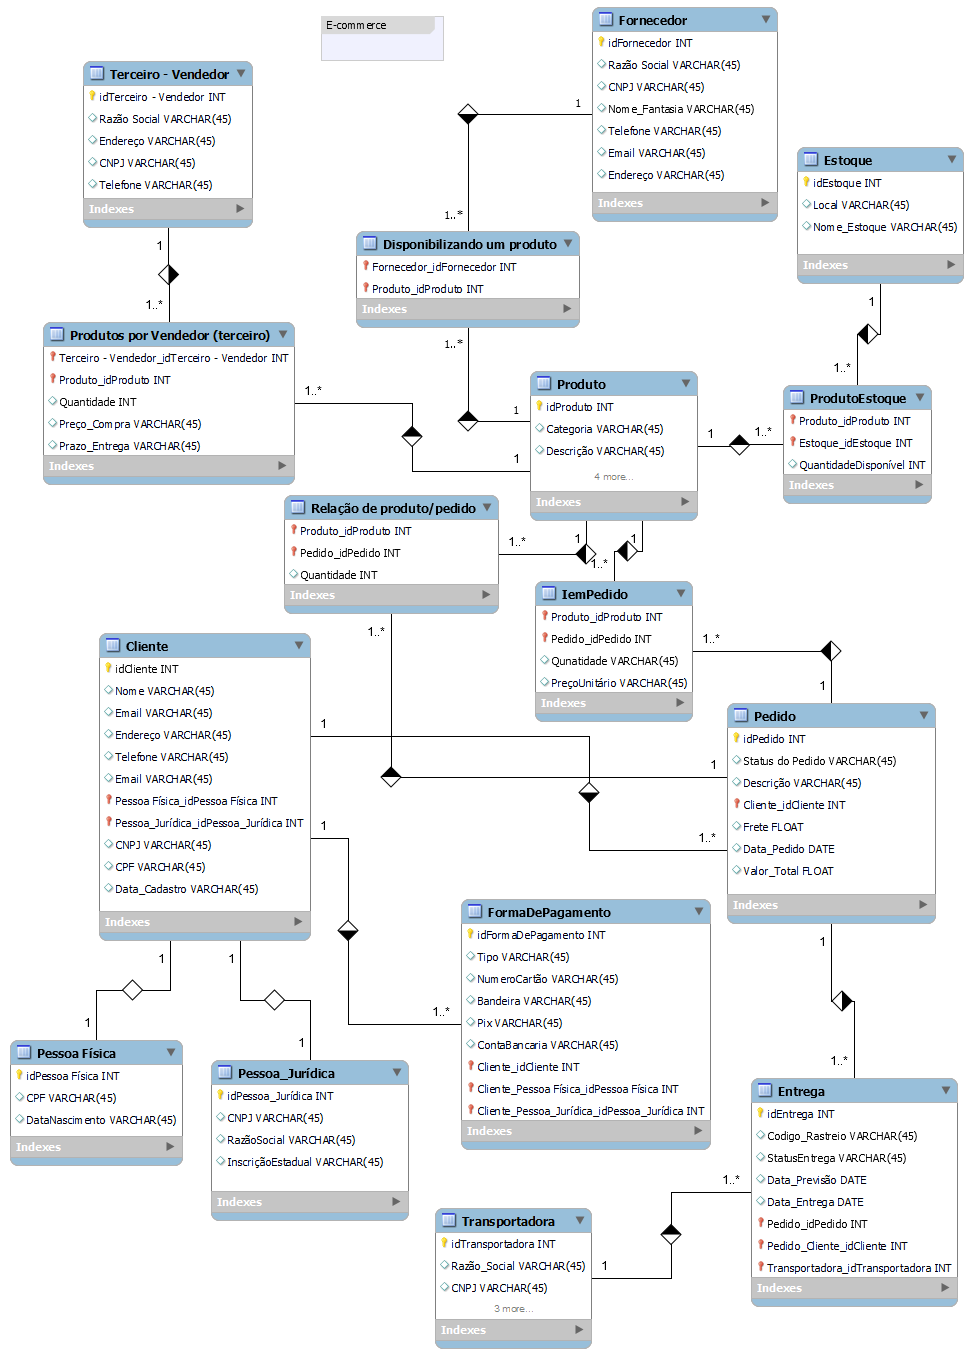 E-commerce
Fornecedor
idFornecedor INT
Razão Social VARCHAR(45)
CNPJ VARCHAR(45)
Nome_Fantasia VARCHAR(45)
Telefone VARCHAR(45)
Email VARCHAR(45)
Endereço VARCHAR(45)
Indexes
Terceiro - Vendedor
idTerceiro - Vendedor INT
Razão Social VARCHAR(45)
Endereço VARCHAR(45)
CNPJ VARCHAR(45)
Telefone VARCHAR(45)
Indexes
1
1..*
1
1..*
Estoque
idEstoque INT
Local VARCHAR(45)
Nome_Estoque VARCHAR(45)
Indexes
1
1..*
Disponibilizando um produto
Fornecedor_idFornecedor INT
Produto_idProduto INT
Indexes
1..*
1
Produtos por Vendedor (terceiro)
Terceiro - Vendedor_idTerceiro - Vendedor INT
Produto_idProduto INT
Quantidade INT
Preço_Compra VARCHAR(45)
Prazo_Entrega VARCHAR(45)
Indexes
1..*
1
Produto
idProduto INT
Categoria VARCHAR(45)
Descrição VARCHAR(45)
4 more...
Indexes
1
1..*
ProdutoEstoque
Produto_idProduto INT
Estoque_idEstoque INT
QuantidadeDisponível INT
Indexes
Relação de produto/pedido
Produto_idProduto INT
Pedido_idPedido INT
Quantidade INT
Indexes
1..*
1
1
1..*
IemPedido
Produto_idProduto INT
Pedido_idPedido INT
Qunatidade INT
PreçoUnitário VARCHAR(45)
Indexes
1..*
1
1..*
1
Cliente
idCliente INT
Nome VARCHAR(45)
Email VARCHAR(45)
Endereço VARCHAR(45)
Telefone VARCHAR(45)
Email VARCHAR(45)
Pessoa Física_idPessoa Física INT
Pessoa_Jurídica_idPessoa_Jurídica INT
CNPJ VARCHAR(45)
CPF VARCHAR(45)
Data_Cadastro VARCHAR(45)
Indexes
1
1..*
1
1..*
Pedido
idPedido INT
Status do Pedido VARCHAR(45)
Descrição VARCHAR(45)
Cliente_idCliente INT
Frete FLOAT
Data_Pedido DATE
Valor_Total FLOAT
Indexes
1
1..*
FormaDePagamento
idFormaDePagamento INT
Tipo VARCHAR(45)
NumeroCartão VARCHAR(45)
Bandeira VARCHAR(45)
Pix VARCHAR(45)
ContaBancaria VARCHAR(45)
Cliente_idCliente INT
Cliente_Pessoa Física_idPessoa Física INT
Cliente_Pessoa_Jurídica_idPessoa_Jurídica INT
Indexes
1
1
1
1
Pessoa Física
idPessoa Física INT
CPF VARCHAR(45)
DataNascimento VARCHAR(45)
Indexes
Pessoa_Jurídica
idPessoa_Jurídica INT
CNPJ VARCHAR(45)
RazãoSocial VARCHAR(45)
InscriçãoEstadual VARCHAR(45)
Indexes
Entrega
idEntrega INT
Codigo_Rastreio VARCHAR(45)
StatusEntrega VARCHAR(45)
Data_Previsão DATE
Data_Entrega DATE
Pedido_idPedido INT
Pedido_Cliente_idCliente INT
Transportadora_idTransportadora INT
Indexes
1..*
1
Transportadora
idTransportadora INT
Razão_Social VARCHAR(45)
CNPJ VARCHAR(45)
3 more...
Indexes